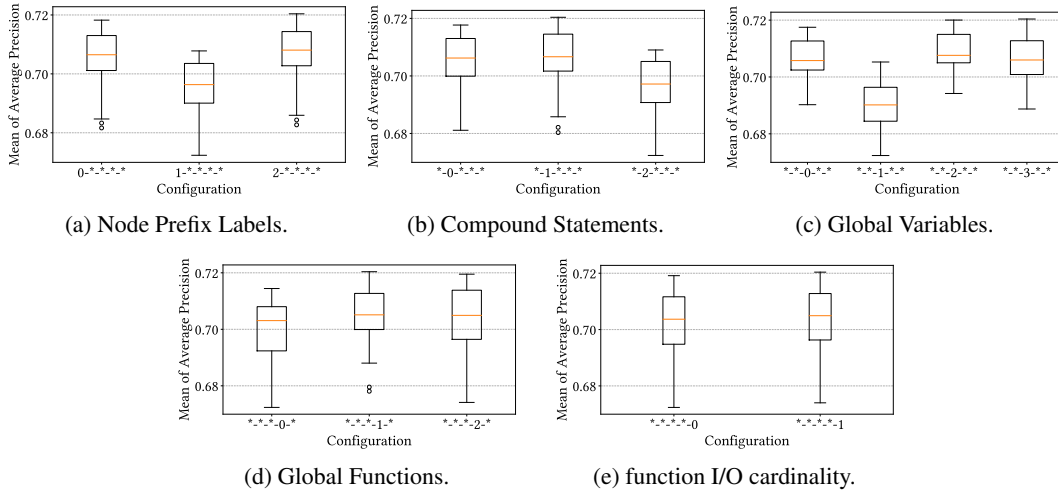 Mean of Average Precision
0.72
0.70
0.68
0-*-*-*-*
1-*-*-*-*
2-*-*-*-*
Configuration
(a) Node Prefix Labels.
Mean of Average Precision
0.72
0.70
0.68
*-0-*-*-*
*-1-*-*-*
*-2-*-*-*
Configuration
(b) Compound Statements.
Mean of Average Precision
0.72
0.70
0.68
*-*-0-*-*
*-*-1-*-*
*-*-2-*-*
*-*-3-*-*
Configuration
(c) Global Variables.
Mean of Average Precision
0.72
0.70
0.68
*-*-*-0-*
*-*-*-1-*
*-*-*-2-*
Configuration
(d) Global Functions.
Mean of Average Precision
0.72
0.70
0.68
*-*-*-*-0
*-*-*-*-1
Configuration
(e) function I/O cardinality.